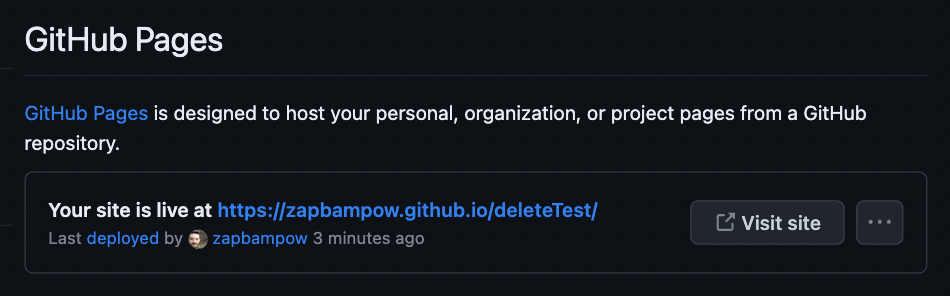 GitHub Pages
GitHub Pages is designed to host your personal, organization, or project pages from a GitHub
repository.
Your site is live at https://zapbampow.github.io/deleteTest/
Last deployed by zapbampow 3 minutes ago
Visit site